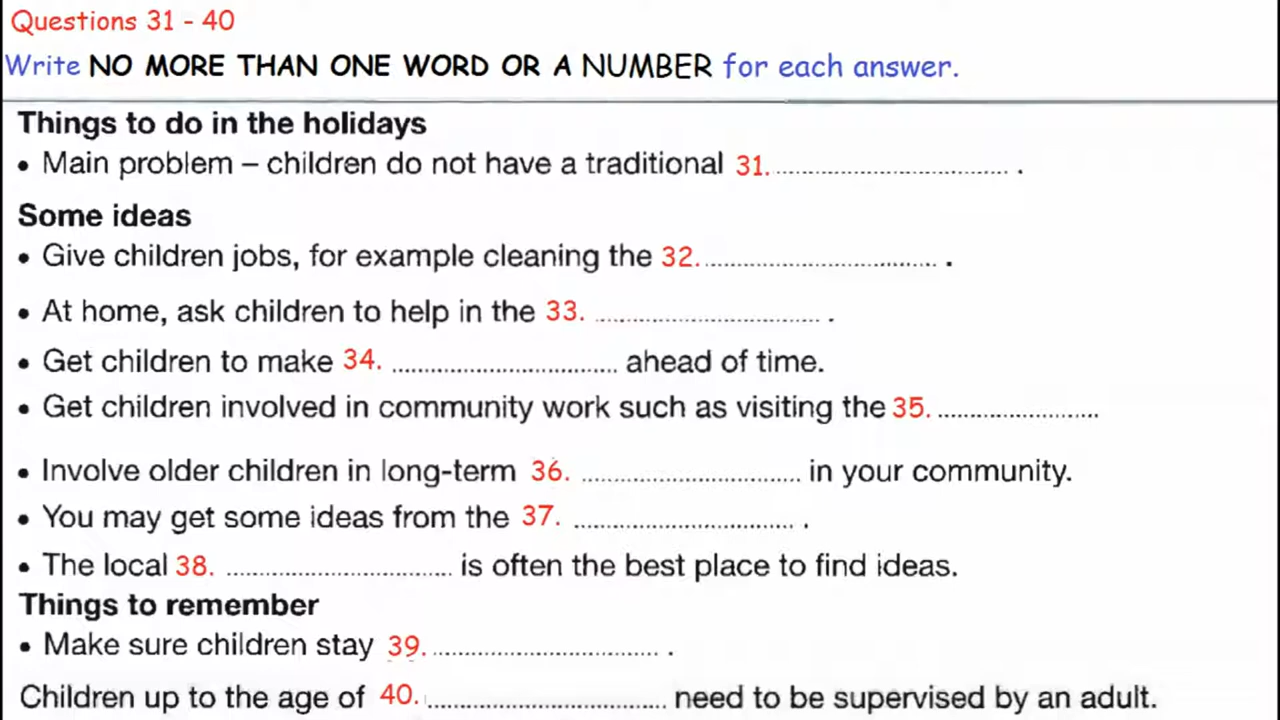 Questions 31 - 40
Write NO MORE THAN ONE WORD OR A NUMBER for each answer.
Things to do in the holidays
• Main problem – children do not have a traditional 31. .................................. .
Some ideas
• Give children jobs, for example cleaning the 32. .................................. .
• At home, ask children to help in the 33. .................................. .
• Get children to make 34. .................................. ahead of time.
• Get children involved in community work such as visiting the 35. ........................
• Involve older children in long-term 36. .................................. in your community.
• You may get some ideas from the 37. .................................. .
• The local 38. .................................. is often the best place to find ideas.
Things to remember
• Make sure children stay 39. .................................. .
Children up to the age of 40. .................................. need to be supervised by an adult.